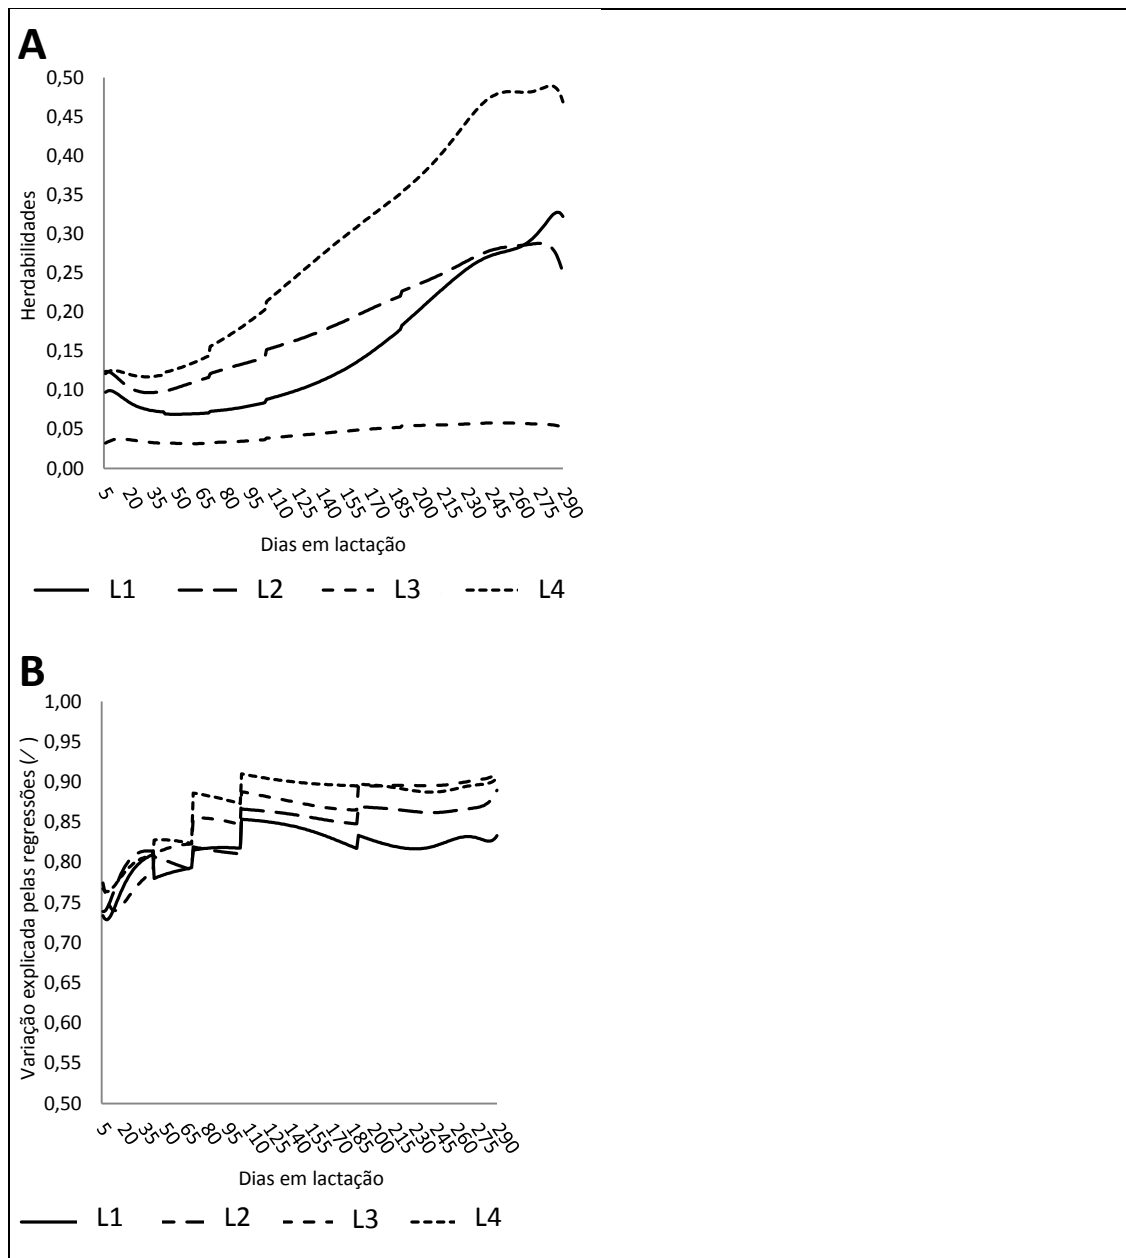 A
0,50
0,45
0,40
0,35
0,30
0,25
0,20
0,15
0,10
0,05
0,00
Herdabilidades
5 20 35 50 65 80 95 110 125 140 155 170 185 200 215 230 245 260 275 290
Dias em lactação
L1 L2 L3 L4
B
1,00
0,95
0,90
0,85
0,80
0,75
0,70
0,65
0,60
0,55
0,50
Variação explicada pelas regressões (/ )
5 20 35 50 65 80 95 110 125 140 155 170 185 200 215 230 245 260 275 290
Dias em lactação
L1 L2 L3 L4